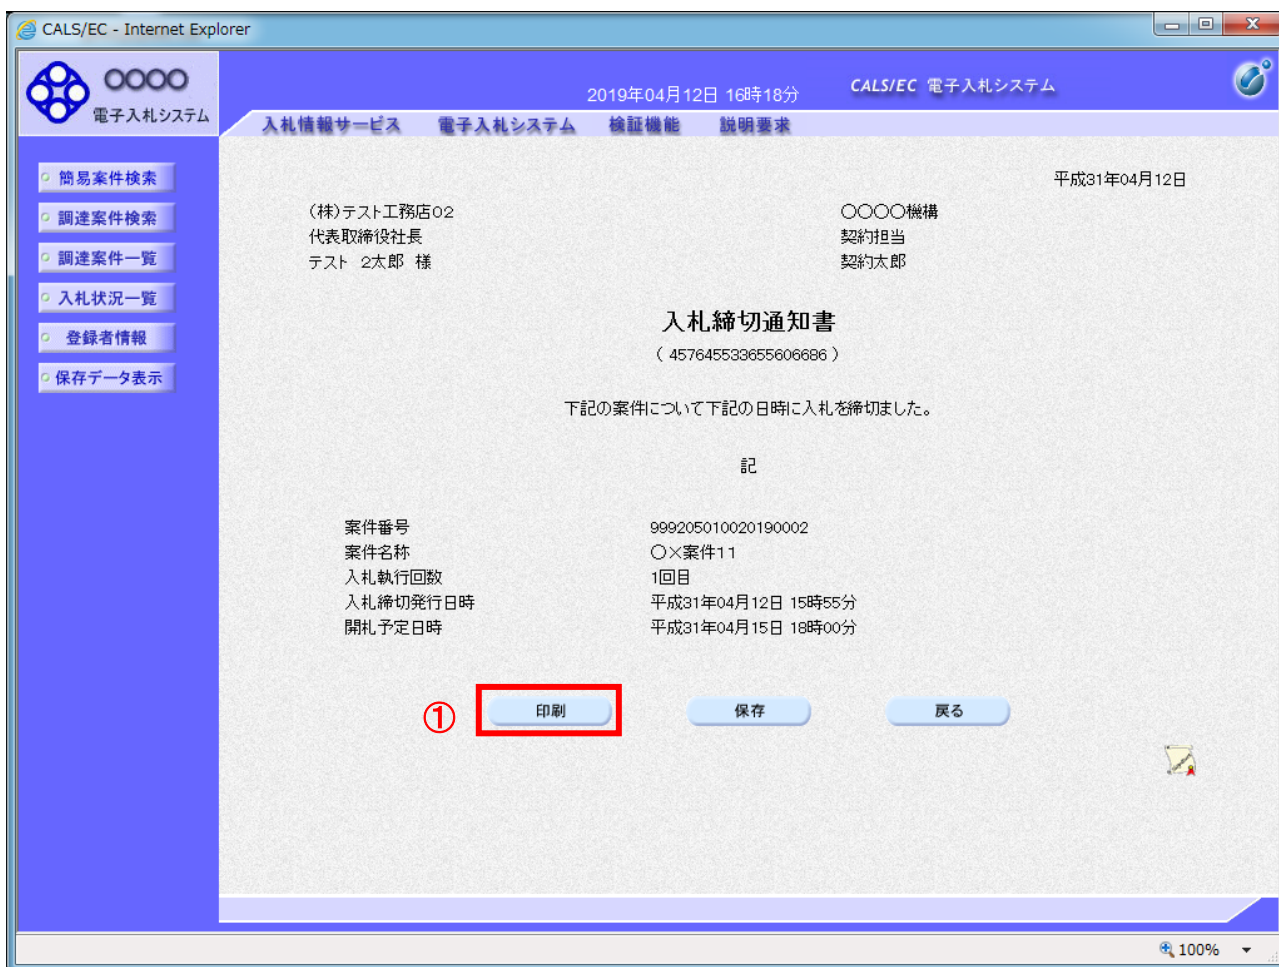 CALS/EC - Internet Explorer
○○○○
電子入札システム
2019年04月12日 16時18分
CALS/EC 電子入札システム
入札情報サービス 電子入札システム 検証機能 説明要求
簡易案件検索
調達案件検索
調達案件一覧
入札状況一覧
登録者情報
保存データ表示
平成31年04月12日
(株)テスト工務店02
代表取締役社長
テスト 2太郎 様
○○○○機構
契約担当
契約太郎
入札締切通知書
( 457645533655606686 )
下記の案件について下記の日時に入札を締切ました。
記
案件番号 999205010020190002
案件名称 ○×案件11
入札執行回数 1回目
入札締切発行日時 平成31年04月12日 15時55分
開札予定日時 平成31年04月15日 18時00分
① 印刷 保存 戻る
100%